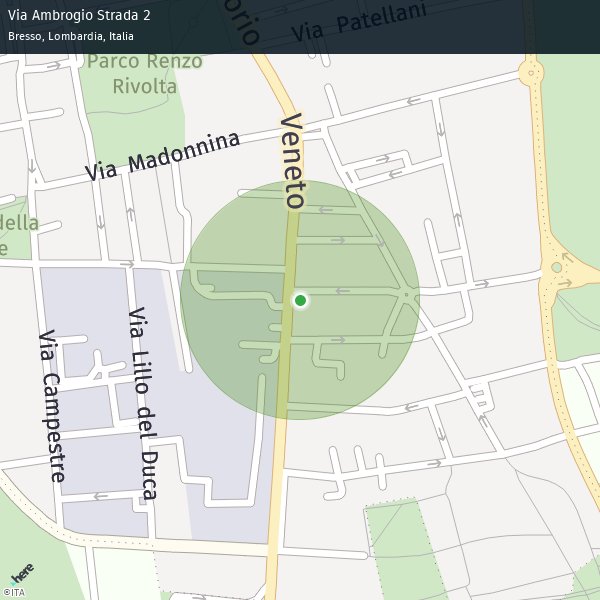 Via Ambrogio Strada 2
Bresso, Lombardia, Italia
orio
Via Patellani
Parco Renzo
Rivolta
Veneto
Via Madonnina
della
e
Via Lillo del Duca
Via Campestre
here
©ITA